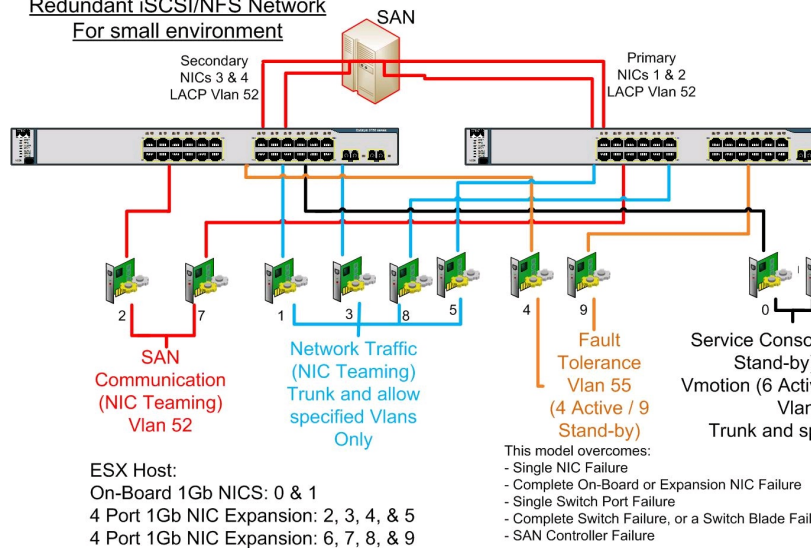 Redundant iSCSI/NFS Network
For small environment
SAN
Secondary
NICs 3 & 4
LACP Vlan 52
Primary
NICs 1 & 2
LACP Vlan 52
2
7
1
3
8
5
4
9
0
SAN
Communication
(NIC Teaming)
Vlan 52
Network Traffic
(NIC Teaming)
Trunk and allow
specified Vlans
Only
Fault
Tolerance
Vlan 55
(4 Active / 9
Stand-by)
Service Conso
Stand-by
Vmotion (6 Activ
Vlan
Trunk and sp
ESX Host:
On-Board 1Gb NICS: 0 & 1
4 Port 1Gb NIC Expansion: 2, 3, 4, & 5
4 Port 1Gb NIC Expansion: 6, 7, 8, & 9
This model overcomes:
- Single NIC Failure
- Complete On-Board or Expansion NIC Failure
- Single Switch Port Failure
- Complete Switch Failure, or a Switch Blade Fail
- SAN Controller Failure